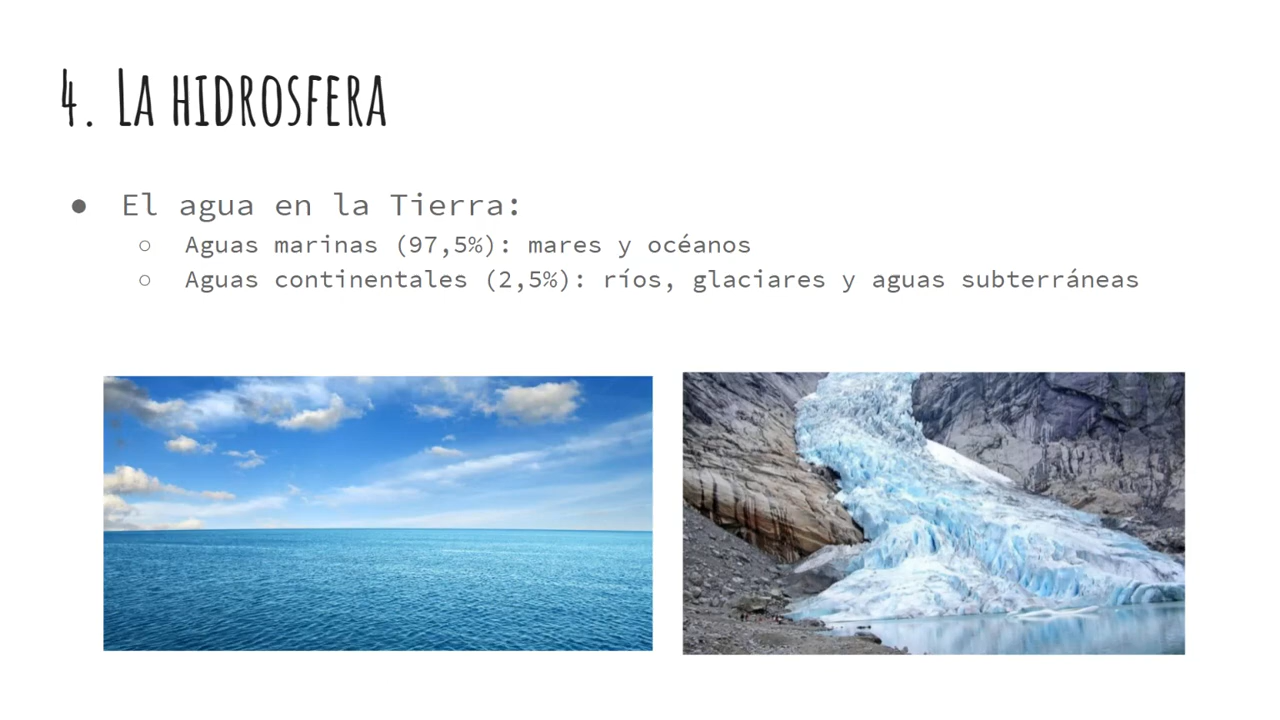 4. La hidrosfera
● El agua en la Tierra:
○ Aguas marinas (97,5%): mares y océanos
○ Aguas continentales (2,5%): ríos, glaciares y aguas subterráneas